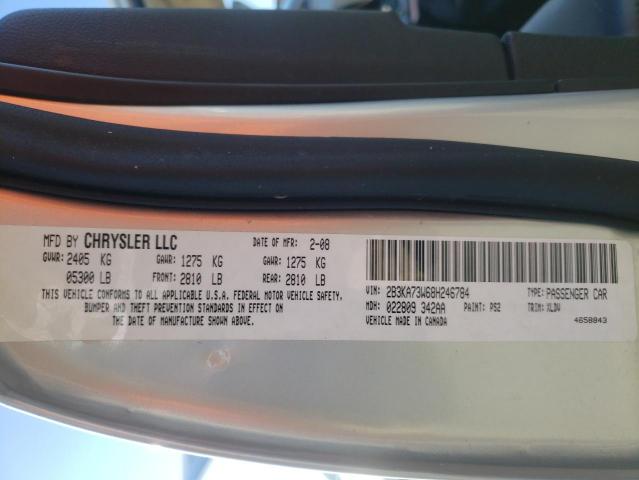 MFD BY CHRYSLER LLC
DATE OF MFR: 2-08
GVWR: 2405 KG GAWR: 1275 KG GAWR: 1275 KG
05300 LB FRONT: 2810 LB REAR: 2810 LB
THIS VEHICLE CONFORMS TO ALL APPLICABLE U.S.A. FEDERAL MOTOR VEHICLE SAFETY,
BUMPER AND THEFT PREVENTION STANDARDS IN EFFECT ON
THE DATE OF MANUFACTURE SHOWN ABOVE.
VIN: 2B3KA73W68H246784 TYPE: PASSENGER CAR
MDH: 022809 342AA PAINT: PS2 TRIM: XLDV
VEHICLE MADE IN CANADA
4658843